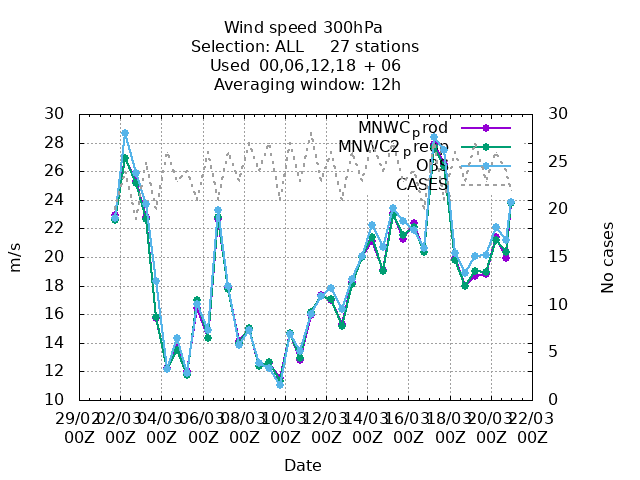 Wind speed 300hPa
Selection: ALL 27 stations
Used 00,06,12,18 + 06
Averaging window: 12h
30 30
28
26 25
24
22
20 20
18
16 15
14 10
12 5
10 0
m/s
No cases
MNWCprod
MNWC2preop
OBS
CASES
29/02 02/03 04/03 06/03 08/03 10/03 12/03 14/03 16/03 18/03 20/03 22/03
00Z 00Z 00Z 00Z 00Z 00Z 00Z 00Z 00Z 00Z 00Z 00Z
Date